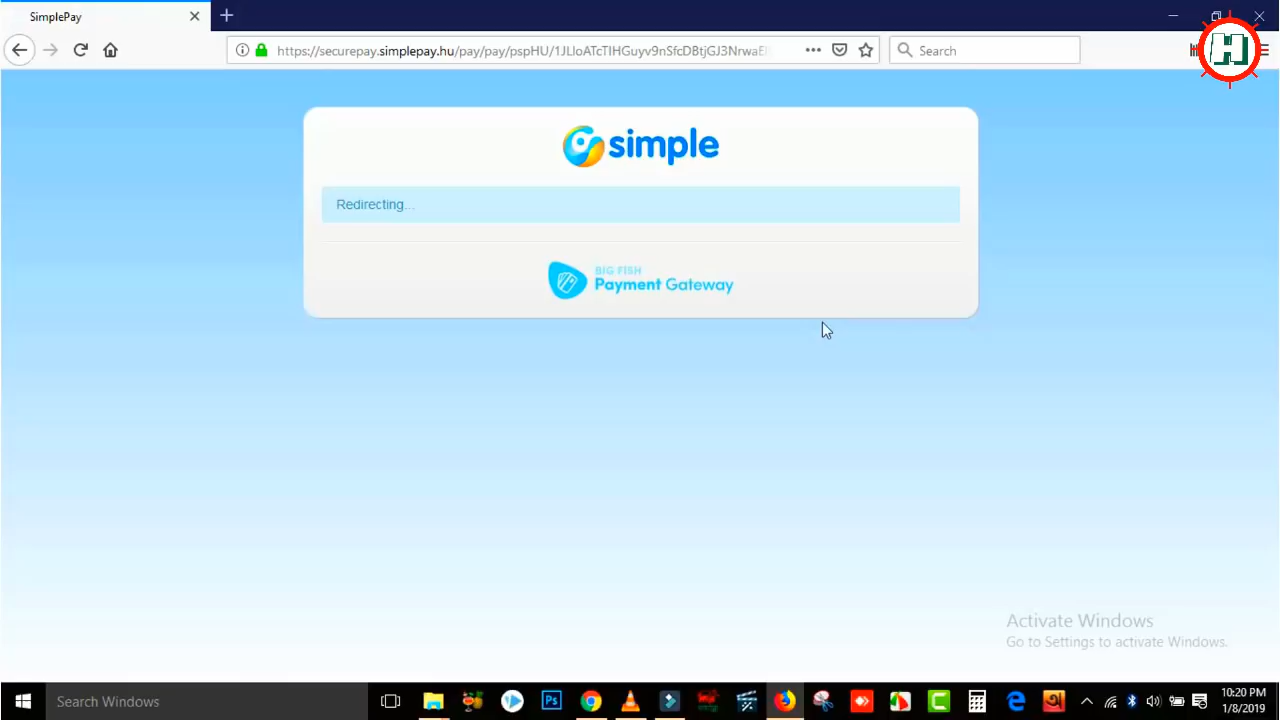 SimplePay
https://securepay.simplepay.hu/pay/pay/pspHU/
Search
simple
Redirecting...
BIG FISH
Payment Gateway
Activate Windows
Go to Settings to activate Windows.
Search Windows
Ps
10:20 PM
1/8/2019